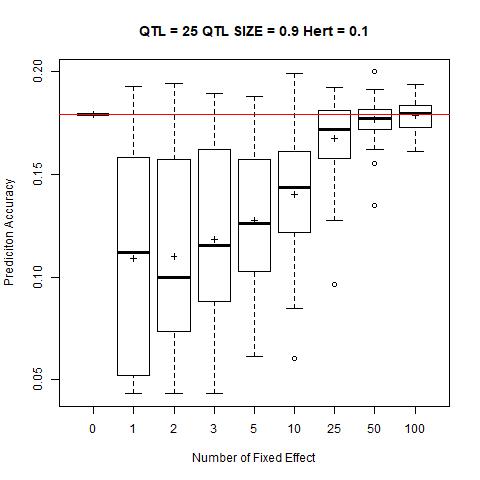 QTL = 25 QTL SIZE = 0.9 Hert = 0.1
Prediciton Accuracy
0.20
0.15
0.10
0.05
0 1 2 3 5 10 25 50 100
Number of Fixed Effect